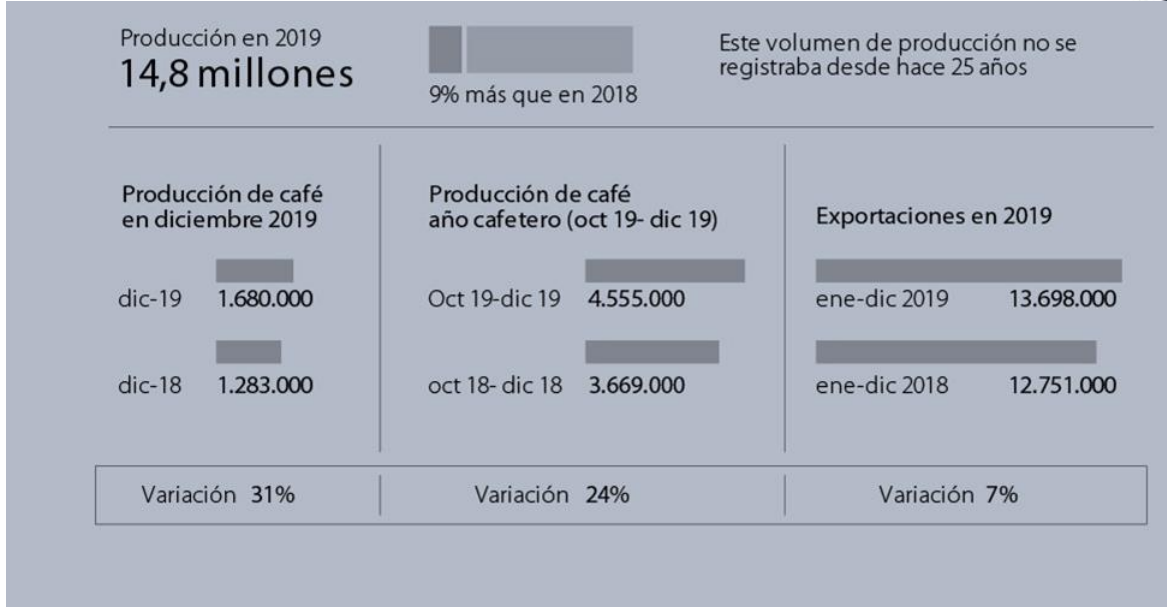 Producción en 2019
14,8 millones
9% más que en 2018
Este volumen de producción no se
registraba desde hace 25 años
Producción de café
en diciembre 2019
dic-19 1.680.000
dic-18 1.283.000
Producción de café
año cafetero (oct 19- dic 19)
Oct 19-dic 19 4.555.000
oct 18- dic 18 3.669.000
Exportaciones en 2019
ene-dic 2019 13.698.000
ene-dic 2018 12.751.000
Variación 31%
Variación 24%
Variación 7%